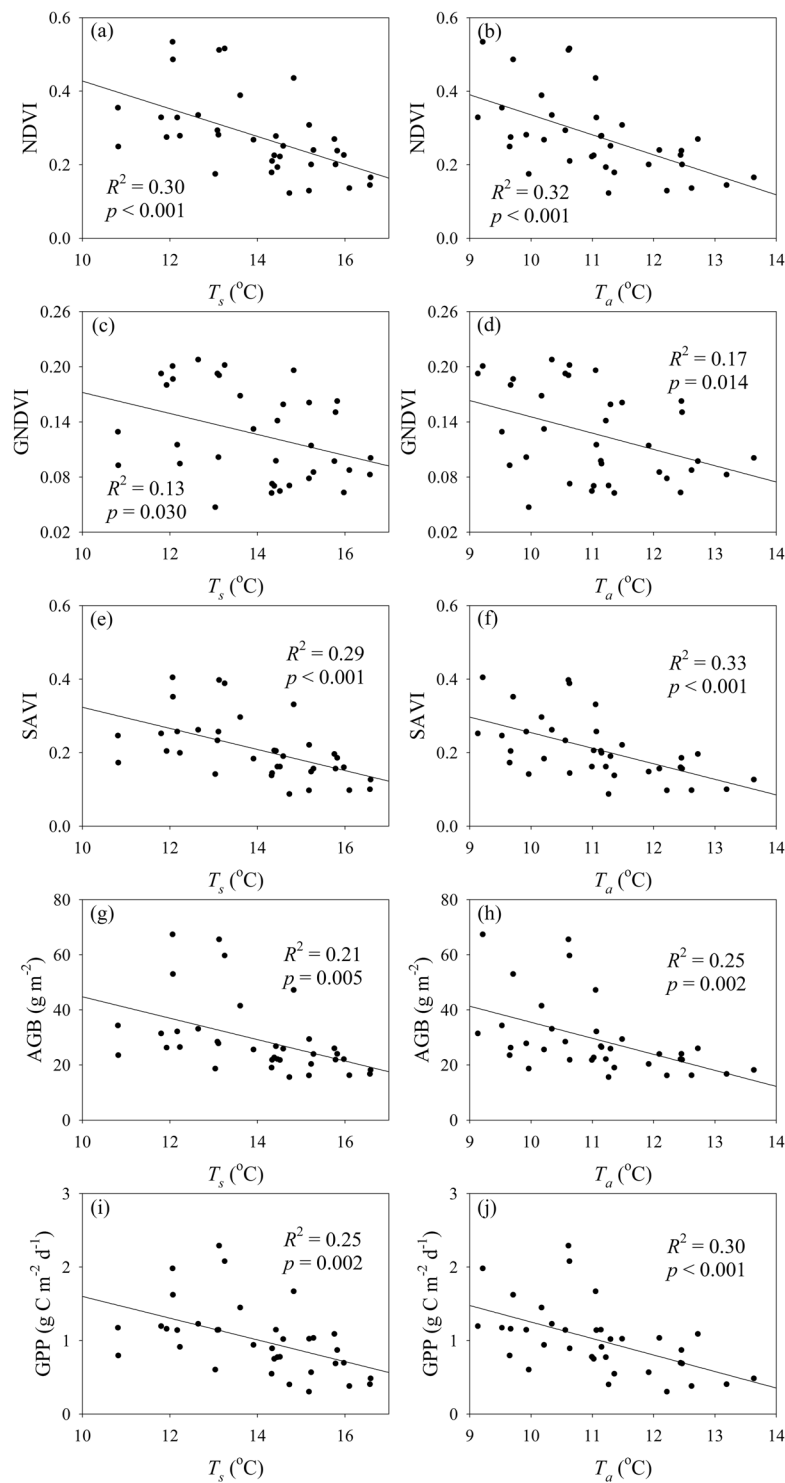 (a)
NDVI
0.6
0.4
0.2
0.0
R² = 0.30
p < 0.001
10 12 14 16
Tₛ (°C)
(b)
NDVI
0.6
0.4
0.2
0.0
R² = 0.32
p < 0.001
9 10 11 12 13 14
Tₐ (°C)
(c)
GNDVI
0.26
0.20
0.14
0.08
0.02
R² = 0.13
p = 0.030
10 12 14 16
Tₛ (°C)
(d)
GNDVI
0.26
0.20
0.14
0.08
0.02
R² = 0.17
p = 0.014
9 10 11 12 13 14
Tₐ (°C)
(e)
SAVI
0.6
0.4
0.2
0.0
R² = 0.29
p < 0.001
10 12 14 16
Tₛ (°C)
(f)
SAVI
0.6
0.4
0.2
0.0
R² = 0.33
p < 0.001
9 10 11 12 13 14
Tₐ (°C)
(g)
AGB (g m⁻²)
80
60
40
20
0
R² = 0.21
p = 0.005
10 12 14 16
Tₛ (°C)
(h)
AGB (g m⁻²)
80
60
40
20
0
R² = 0.25
p = 0.002
9 10 11 12 13 14
Tₐ (°C)
(i)
GPP (g C m⁻² d⁻¹)
3
2
1
0
R² = 0.25
p = 0.002
10 12 14 16
Tₛ (°C)
(j)
GPP (g C m⁻² d⁻¹)
3
2
1
0
R² = 0.30
p < 0.001
9 10 11 12 13 14
Tₐ (°C)